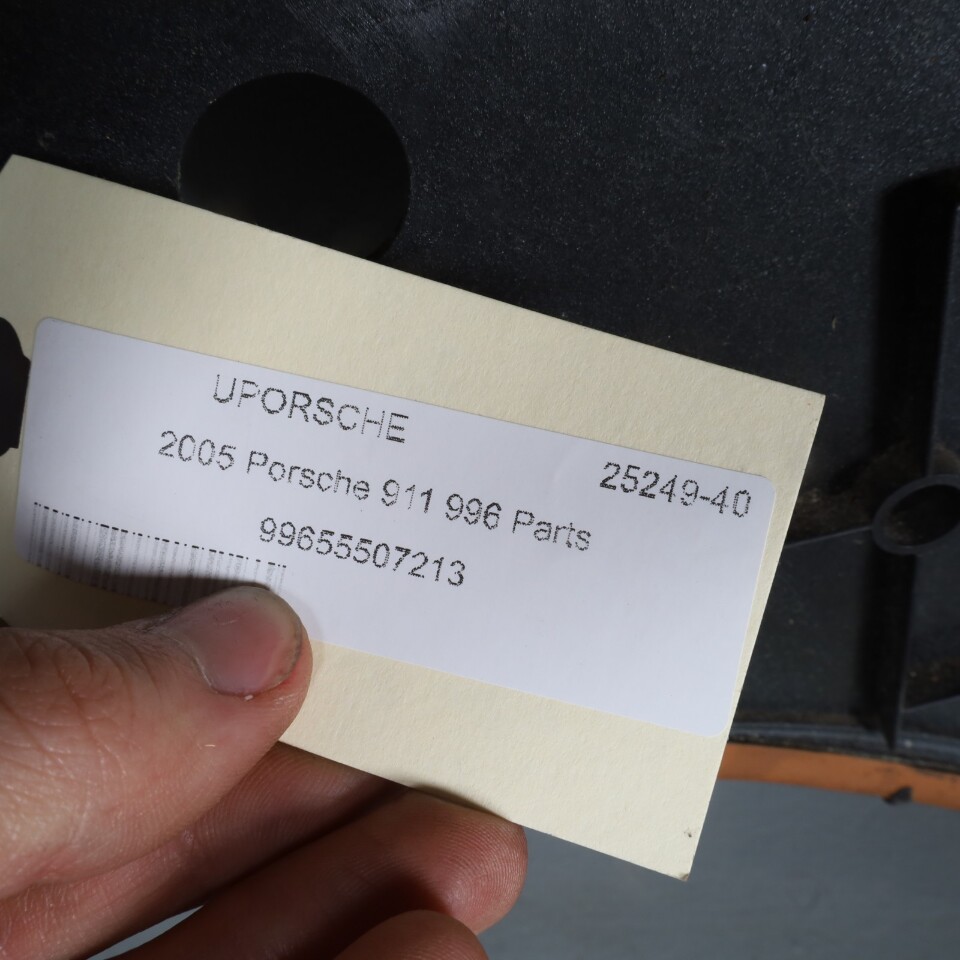 UPORSCHE
25249-40
2005 Porsche 911 996 Parts
99655507213